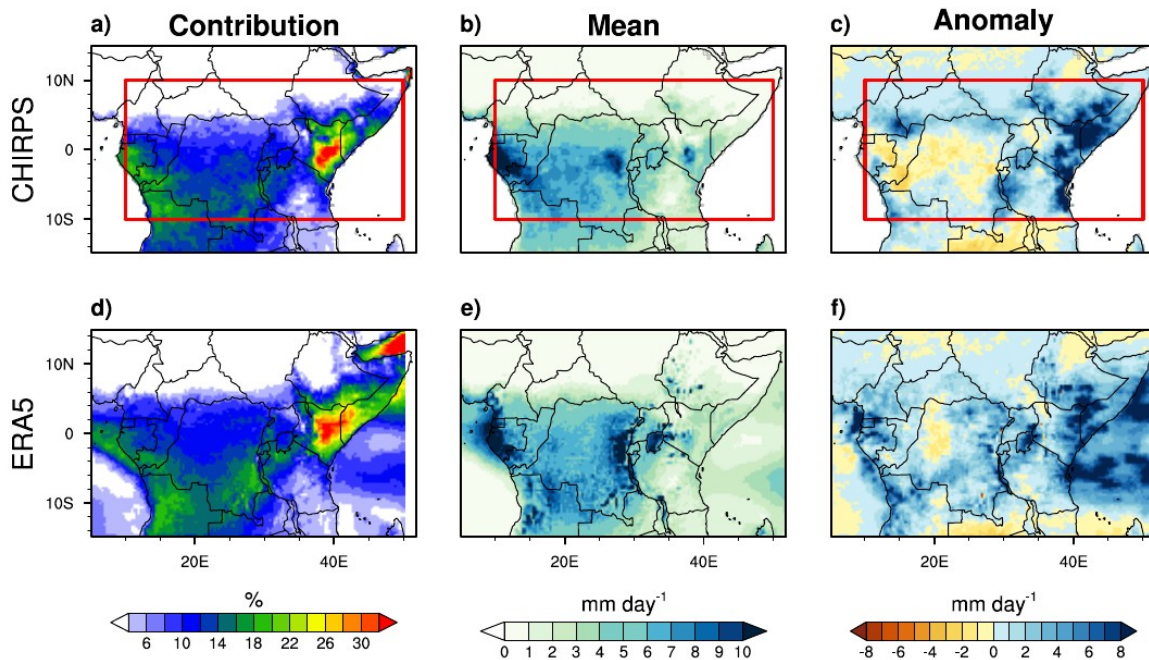 a) Contribution
b) Mean
c) Anomaly
CHIRPS
10N
0
10S
d)
e)
f)
ERA5
10N
0
10S
20E 40E
20E 40E
20E 40E
%
6 10 14 18 22 26 30
mm day⁻¹
0 1 2 3 4 5 6 7 8 9 10
mm day⁻¹
-8 -6 -4 -2 0 2 4 6 8